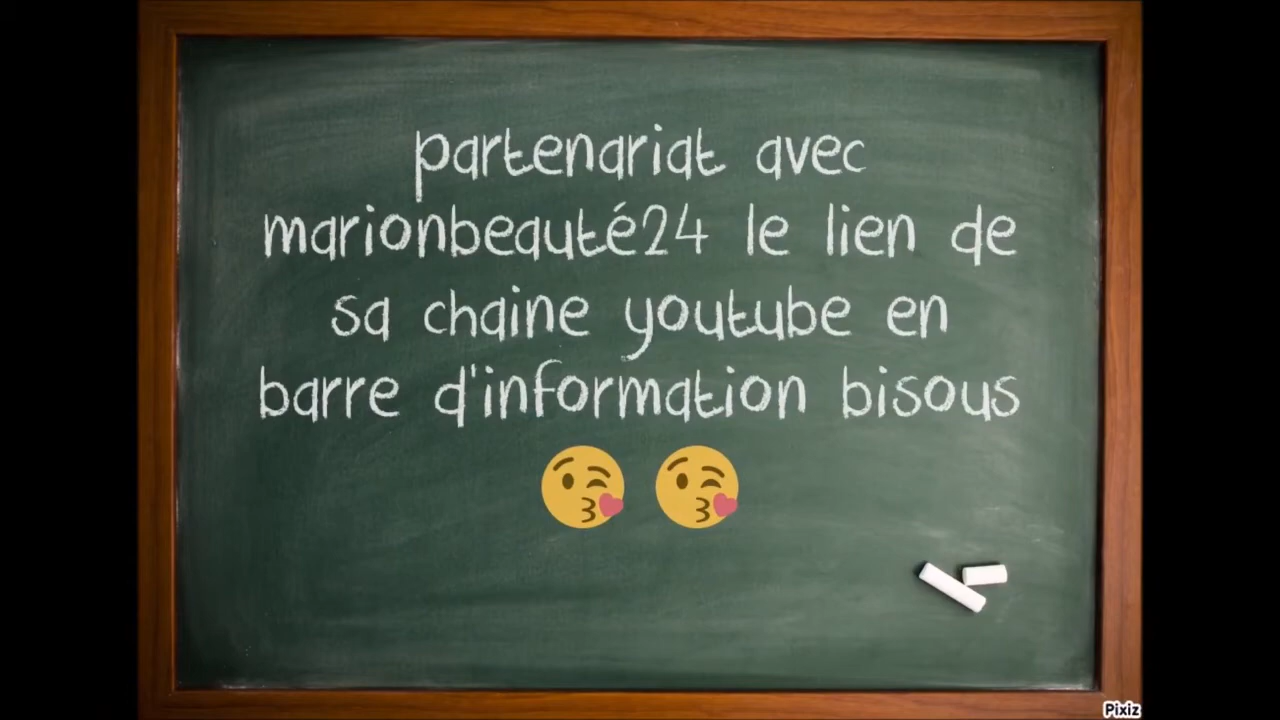 partenariat avec
marionbeauté24 le lien de
sa chaine youtube en
barre d'information bisous
😘 😘
Pixiz